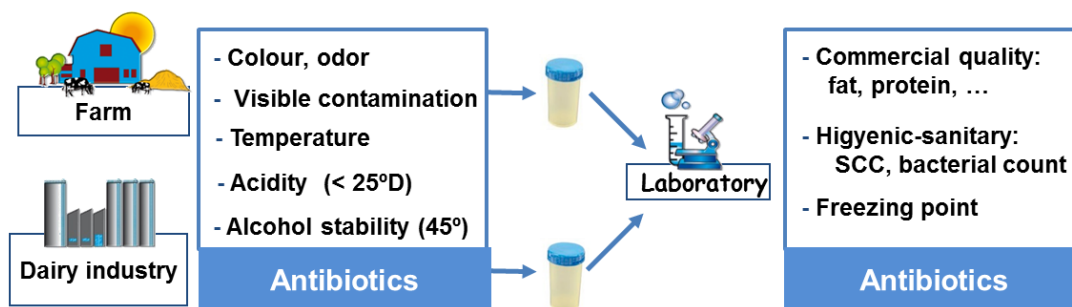 Farm
Dairy industry
- Colour, odor
- Visible contamination
- Temperature
- Acidity (< 25ºD)
- Alcohol stability (45º)
Antibiotics
Laboratory
- Commercial quality:
fat, protein, ...
- Higyenic-sanitary:
SCC, bacterial count
- Freezing point
Antibiotics